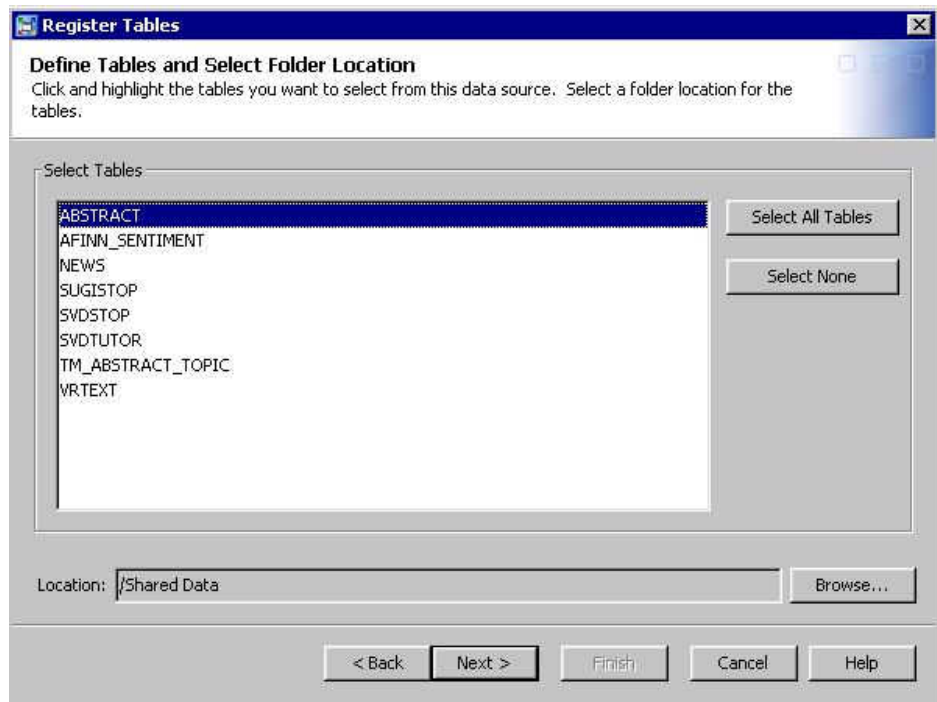 Register Tables
Define Tables and Select Folder Location
Click and highlight the tables you want to select from this data source. Select a folder location for the
tables.
Select Tables
ABSTRACT
AFINN_SENTIMENT
NEWS
SUGISTOP
SVDSTOP
SVDTUTOR
TM_ABSTRACT_TOPIC
VRTEXT
Select All Tables
Select None
Location: /Shared Data Browse...
< Back Next > Finish Cancel Help